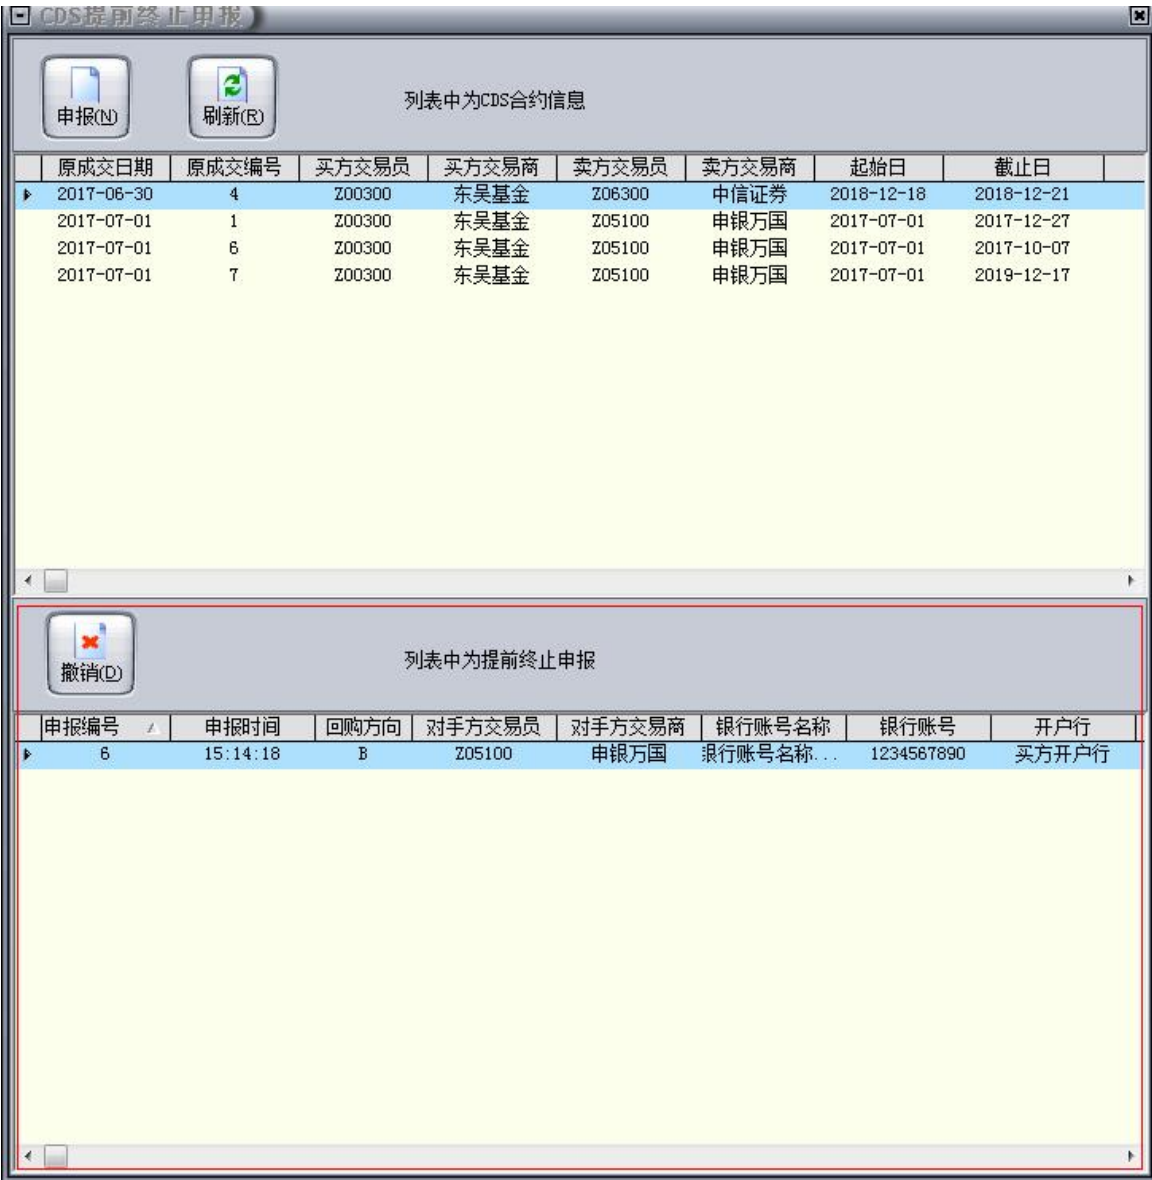 CDS提前终止申报
申报(N) 刷新(R) 列表中为CDS合约信息
原成交日期 原成交编号 买方交易员 买方交易商 卖方交易员 卖方交易商 起始日 截止日
2017-06-30 4 Z00300 东吴基金 Z06300 中信证券 2018-12-18 2018-12-21
2017-07-01 1 Z00300 东吴基金 Z05100 申银万国 2017-07-01 2017-12-27
2017-07-01 6 Z00300 东吴基金 Z05100 申银万国 2017-07-01 2017-10-07
2017-07-01 7 Z00300 东吴基金 Z05100 申银万国 2017-07-01 2019-12-17
撤销(D) 列表中为提前终止申报
申报编号 申报时间 回购方向 对手方交易员 对手方交易商 银行账号名称 银行账号 开户行
6 15:14:18 B Z05100 申银万国 银行账号名称... 1234567890 买方开户行